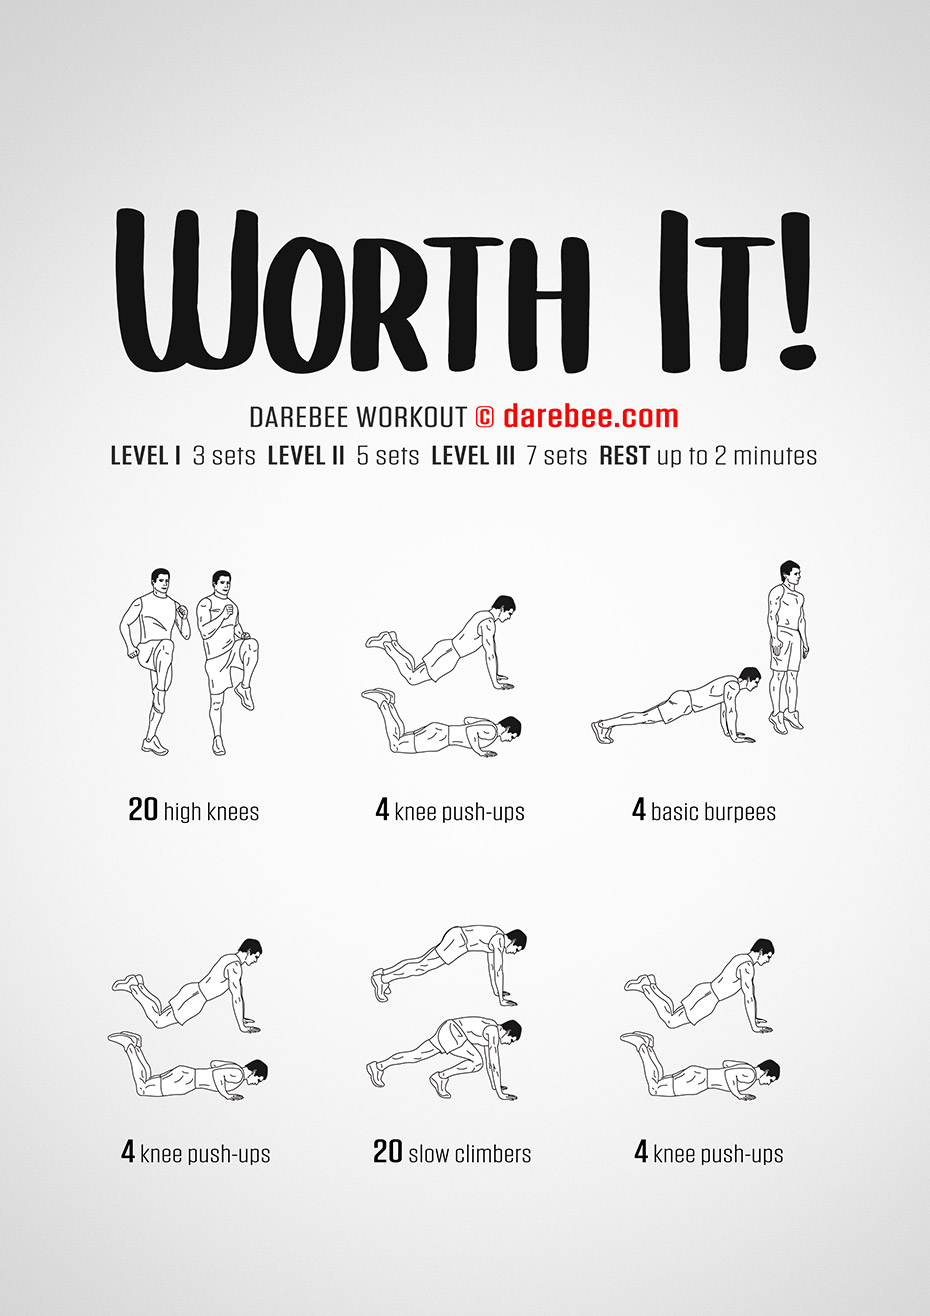 WORTH IT!
DAREBEE WORKOUT © darebee.com
LEVEL I 3 sets LEVEL II 5 sets LEVEL III 7 sets REST up to 2 minutes
20 high knees
4 knee push-ups
4 basic burpees
4 knee push-ups
20 slow climbers
4 knee push-ups